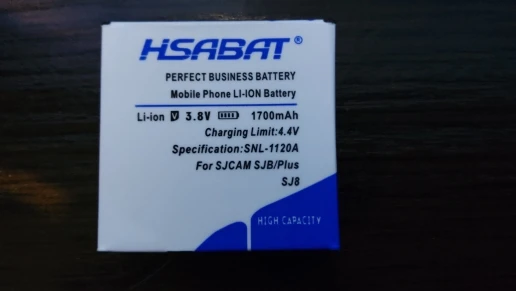 HSABAT®
PERFECT BUSINESS BATTERY
Mobile Phone LI-ION Battery
Li-ion V 3.8V 1700mAh
Charging Limit:4.4V
Specification:SNL-1120A
For SJCAM SJB/Plus
SJ8
HIGH CAPACITY